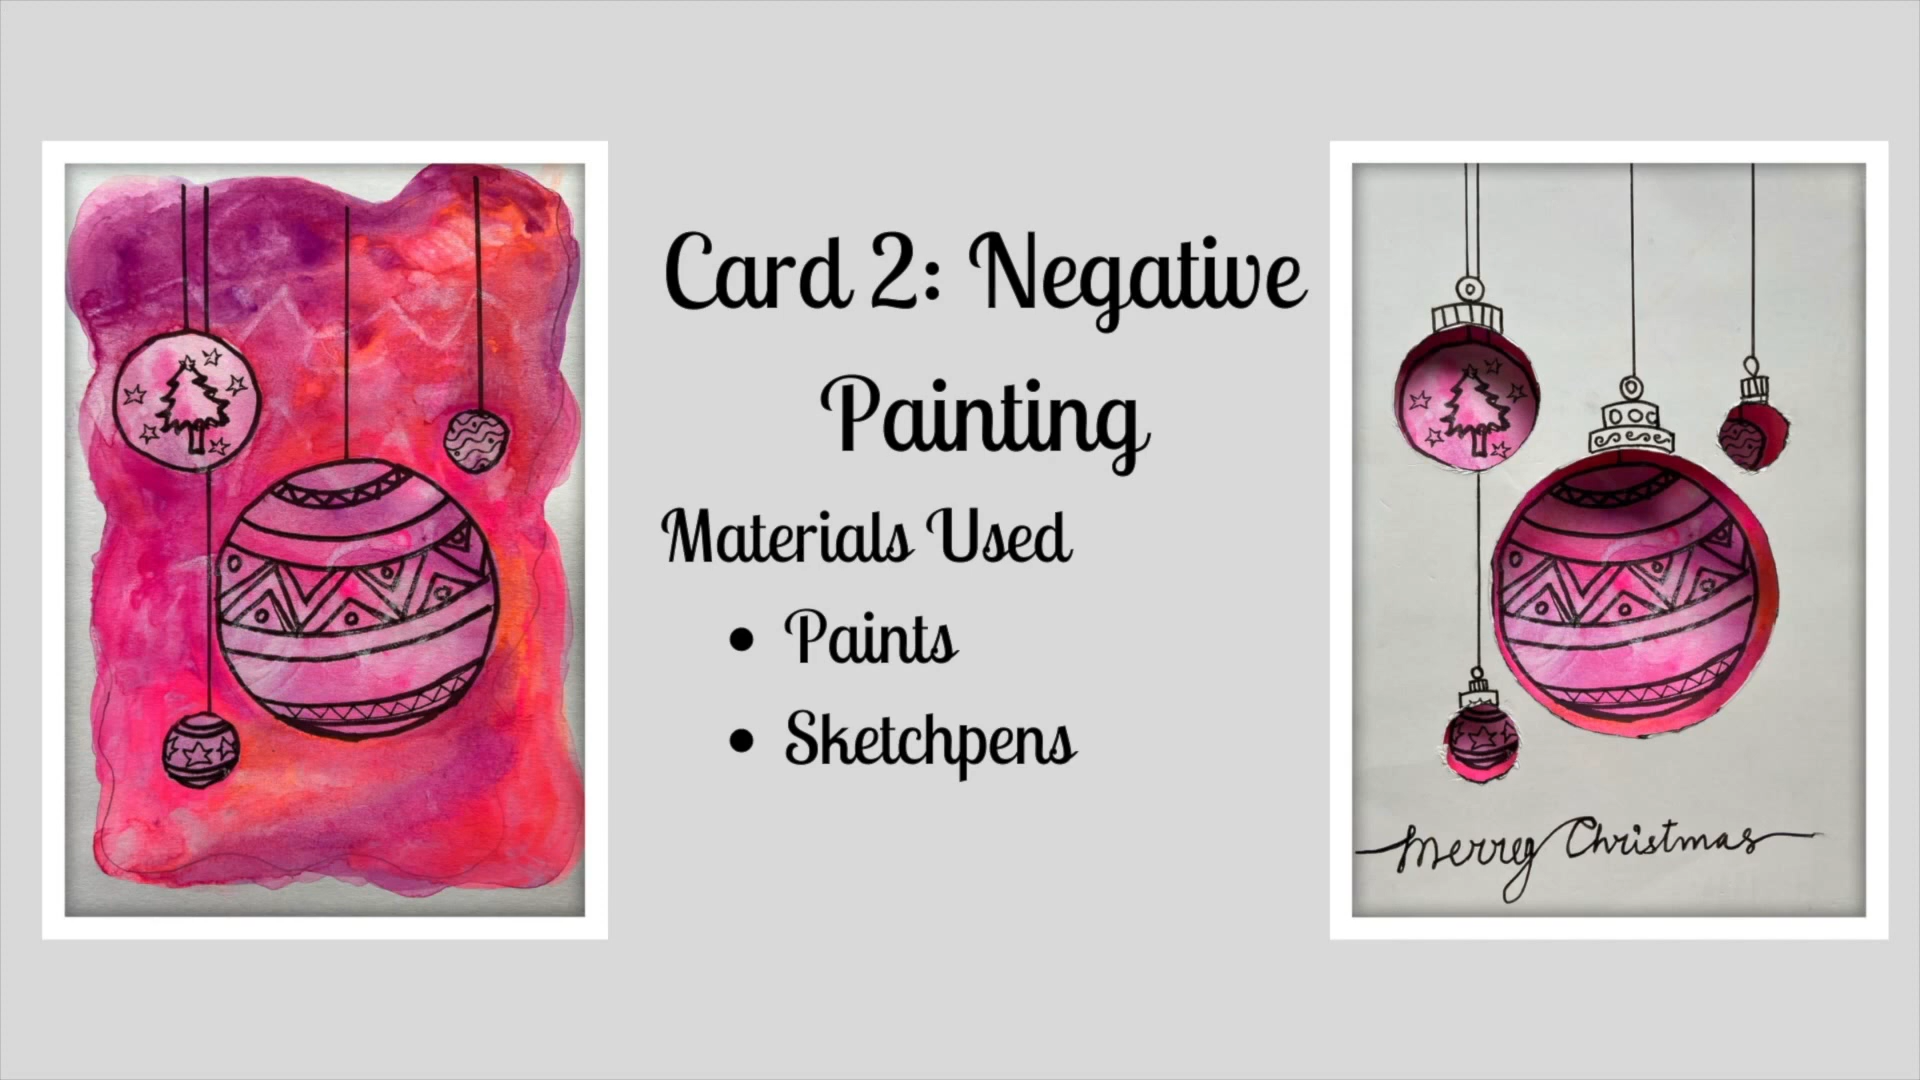 Card 2: Negative
Painting
Materials Used
• Paints
• Sketchpens
Merry Christmas